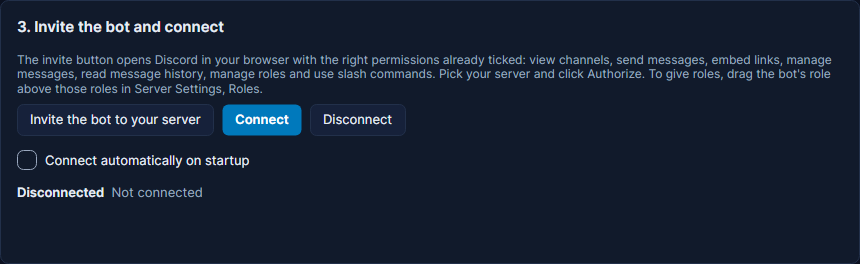 3. Invite the bot and connect
The invite button opens Discord in your browser with the right permissions already ticked: view channels, send messages, embed links, manage
messages, read message history, manage roles and use slash commands. Pick your server and click Authorize. To give roles, drag the bot's role
above those roles in Server Settings, Roles.
Invite the bot to your server Connect Disconnect
Connect automatically on startup
Disconnected Not connected